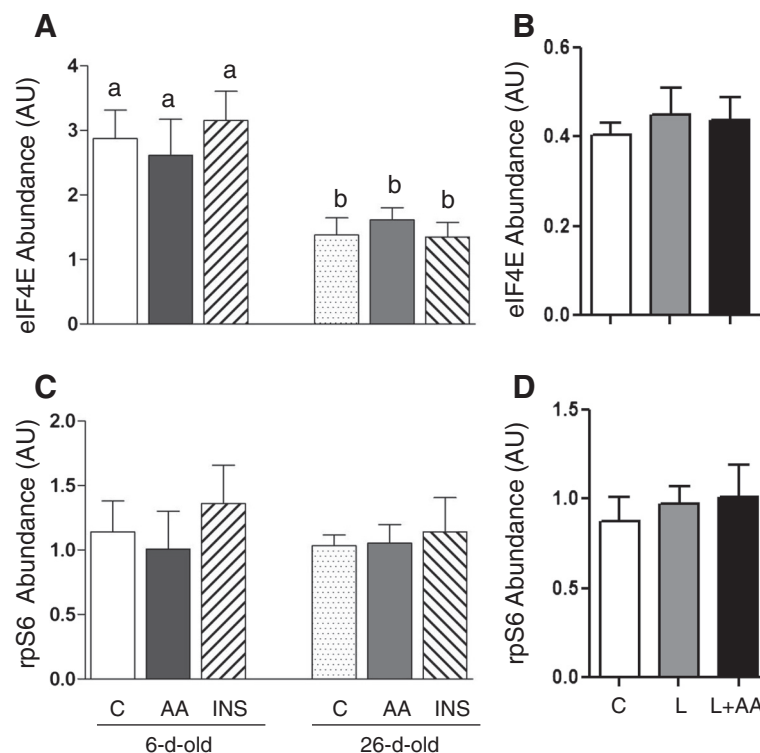 A
eIF4E Abundance (AU)
4
3
2
1
0
a a a
b b b
B
eIF4E Abundance (AU)
0.6
0.4
0.2
0.0
C
rpS6 Abundance (AU)
2.0
1.5
1.0
0.5
0.0
C AA INS
6-d-old
C AA INS
26-d-old
D
rpS6 Abundance (AU)
1.5
1.0
0.5
0.0
C L L+AA